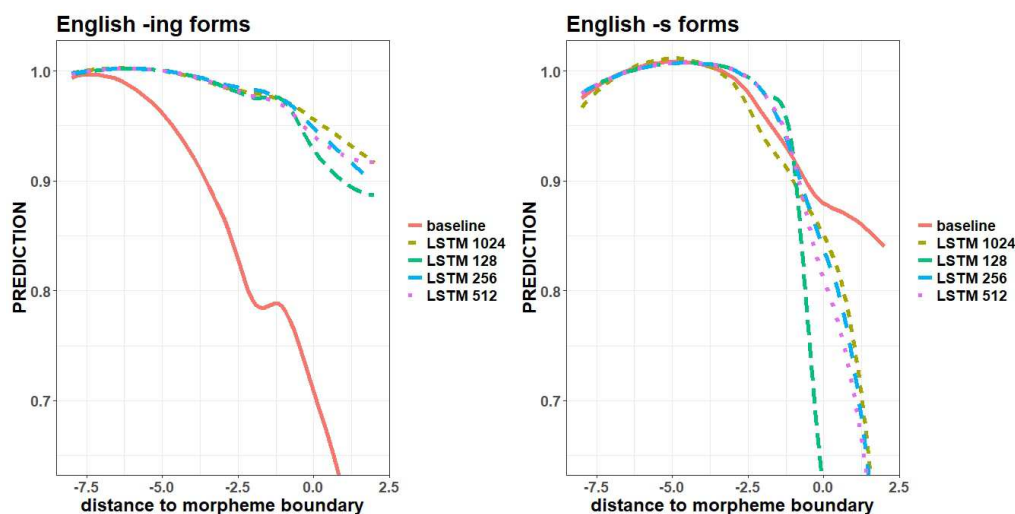 English -ing forms
PREDICTION
1.0
0.9
0.8
0.7
-7.5 -5.0 -2.5 0.0 2.5
distance to morpheme boundary
baseline
LSTM 1024
LSTM 128
LSTM 256
LSTM 512
English -s forms
PREDICTION
1.0
0.9
0.8
0.7
-7.5 -5.0 -2.5 0.0 2.5
distance to morpheme boundary
baseline
LSTM 1024
LSTM 128
LSTM 256
LSTM 512